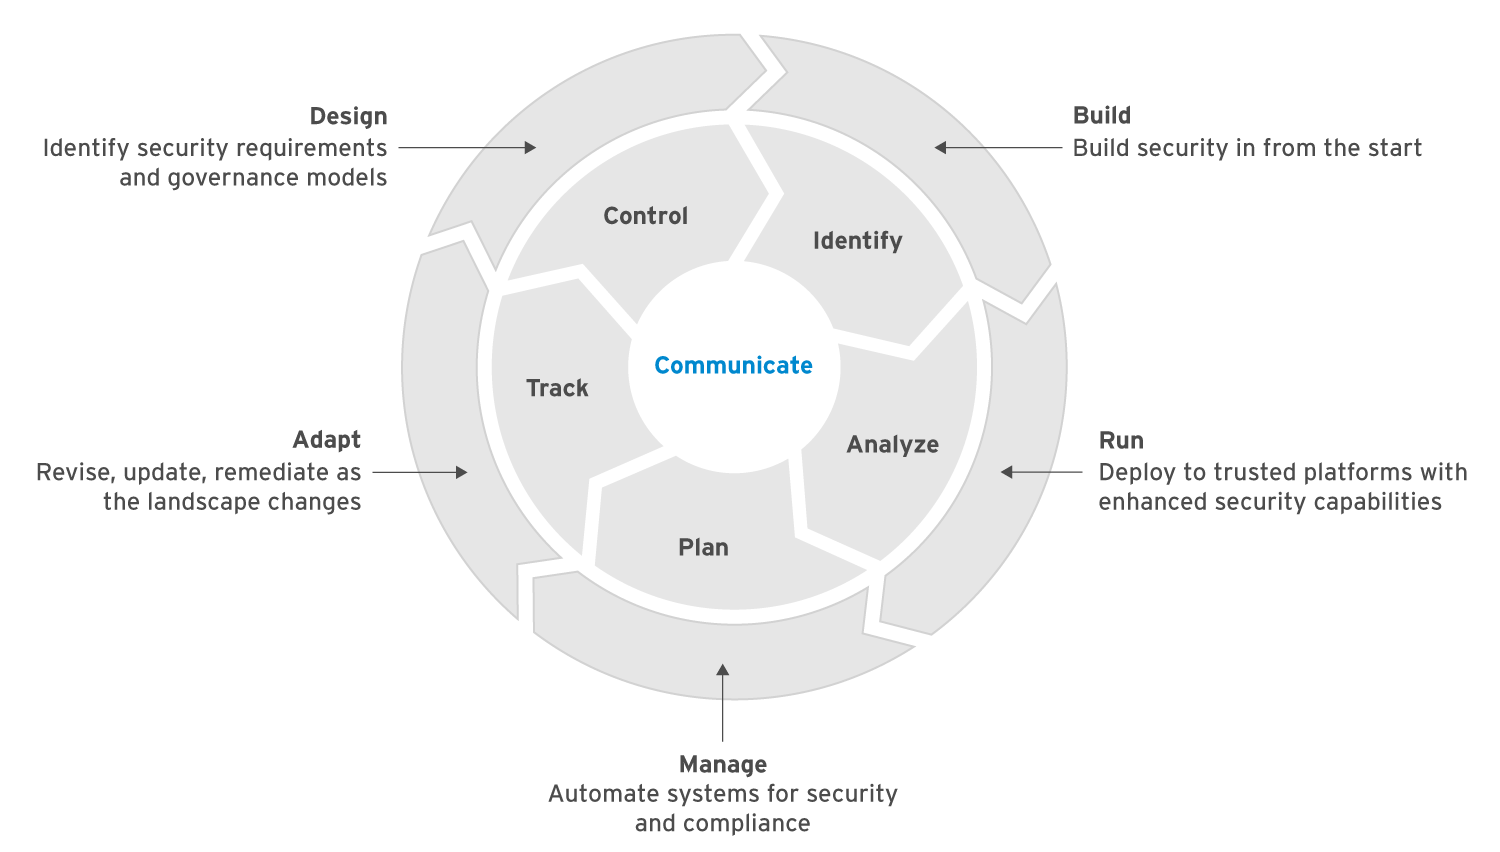 Design
Identify security requirements
and governance models
Build
Build security in from the start
Control
Identify
Communicate
Track
Analyze
Plan
Adapt
Revise, update, remediate as
the landscape changes
Run
Deploy to trusted platforms with
enhanced security capabilities
Manage
Automate systems for security
and compliance